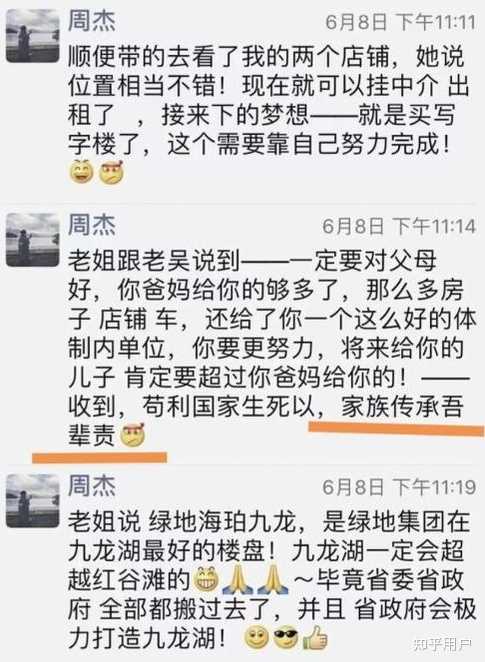 周杰
6月8日 下午11:11
顺便带的去看了我的两个店铺，她说
位置相当不错！现在就可以挂中介 出
租了 ，接来下的梦想——就是买写
字楼了，这个需要靠自己努力完成！
周杰
6月8日 下午11:14
老姐跟老吴说到——一定要对父母
好，你爸妈给你的够多了，那么多房
子 店铺 车，还给了你一个这么好的体
制内单位，你要更努力，将来给你的
儿子 肯定要超过你爸妈给你的！——
收到，苟利国家生死以，家族传承吾
辈责
周杰
6月8日 下午11:19
老姐说 绿地海珀九龙，是绿地集团在
九龙湖最好的楼盘！九龙湖一定会超
越红谷滩的～毕竟省委省政
府 全部都搬过去了，并且 省政府会极
力打造九龙湖！
知乎用户